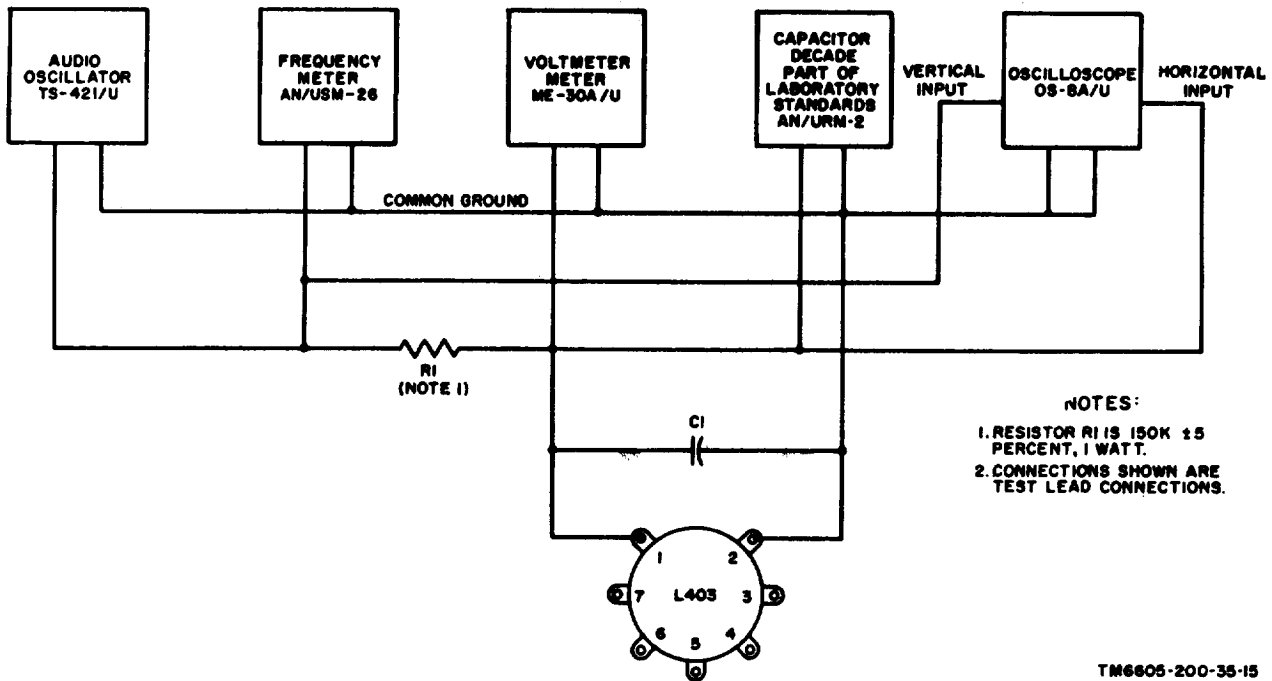 AUDIO
OSCILLATOR
TS-421/U
FREQUENCY
METER
AN/USM-26
VOLTMETER
METER
ME-30A/U
CAPACITOR
DECADE
PART OF
LABORATORY
STANDARDS
AN/URM-2
VERTICAL
INPUT
OSCILLOSCOPE
OS-8A/U
HORIZONTAL
INPUT
COMMON GROUND
R1
(NOTE 1)
C1
NOTES:
1. RESISTOR R1 IS 150K ±5
PERCENT, 1 WATT.
2. CONNECTIONS SHOWN ARE
TEST LEAD CONNECTIONS.
1
2
7
L403
3
6
5
4
TM6605-200-35-15